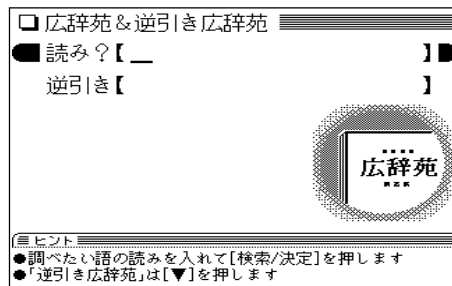 広辞苑＆逆引き広辞苑
読み？【＿ 】
逆引き【 】
広辞苑
ヒント
●調べたい語の読みを入れて[検索/決定]を押します
●｢逆引き広辞苑｣は[▼]を押します